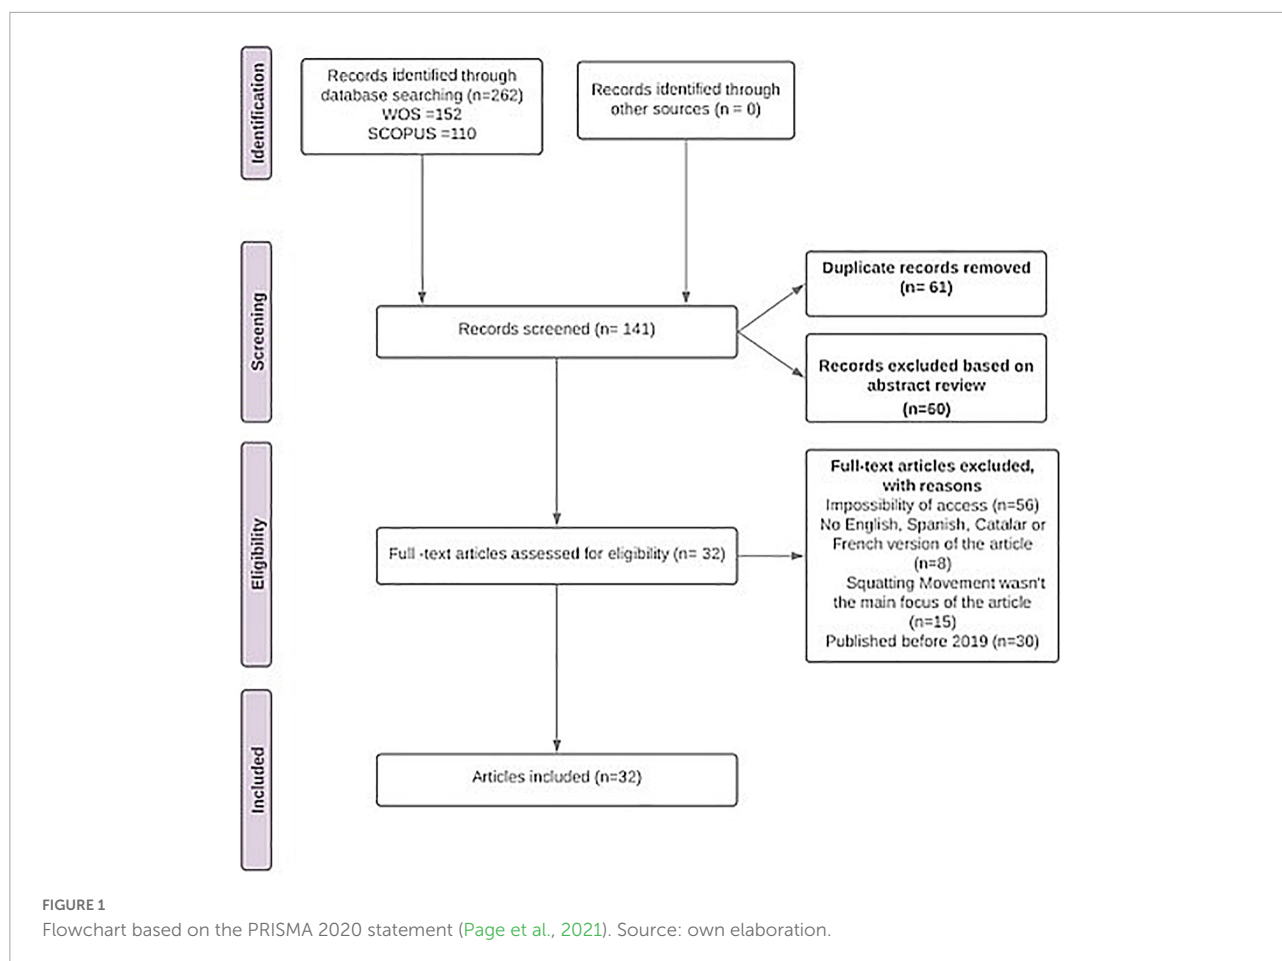 Identification
Records identified through
database searching (n=262)
WOS =152
SCOPUS =110
Records identified through
other sources (n = 0)
Screening
Records screened (n= 141)
Duplicate records removed
(n= 61)
Records excluded based on
abstract review
(n=60)
Eligibility
Full -text articles assessed for eligibility (n= 32)
Full-text articles excluded,
with reasons
Impossibility of access (n=56)
No English, Spanish, Catalar or
French version of the article
(n=8)
Squatting Movement wasn't
the main focus of the article
(n=15)
Published before 2019 (n=30)
Included
Articles included (n=32)
FIGURE 1
Flowchart based on the PRISMA 2020 statement (Page et al., 2021). Source: own elaboration.